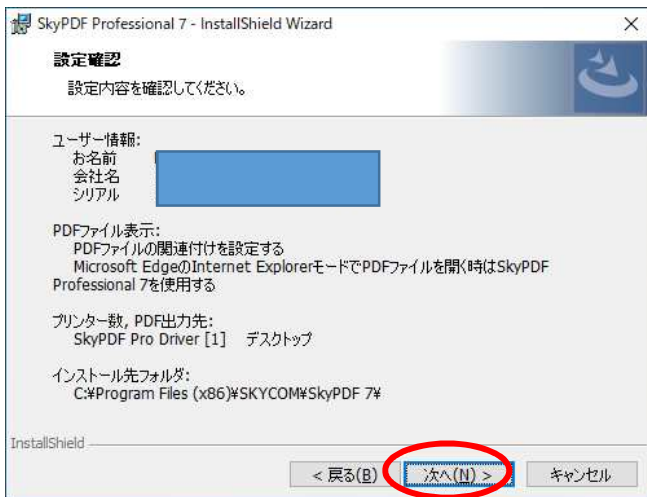 SkyPDF Professional 7 - InstallShield Wizard
設定確認
設定内容を確認してください。
ユーザー情報:
お名前
会社名
シリアル
PDFファイル表示:
PDFファイルの関連付けを設定する
Microsoft EdgeのInternet ExplorerモードでPDFファイルを開く時はSkyPDF
Professional 7を使用する
プリンター数, PDF出力先:
SkyPDF Pro Driver [1] デスクトップ
インストール先フォルダ:
C:¥Program Files (x86)¥SKYCOM¥SkyPDF 7¥
InstallShield
< 戻る(B) 次へ(N) > キャンセル